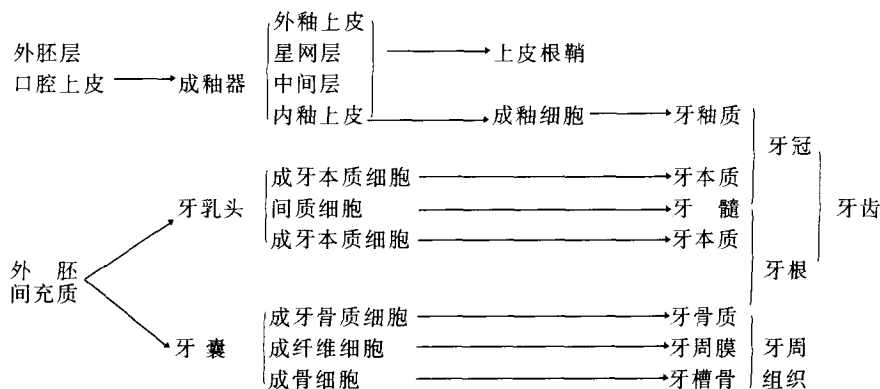 外釉上皮
外胚层 星网层 上皮根鞘
口腔上皮 成釉器 中间层
内釉上皮 成釉细胞 牙釉质
牙冠
成牙本质细胞 牙本质
牙乳头 间质细胞 牙 髓 牙齿
成牙本质细胞 牙本质
外 胚 牙根
间充质
成牙骨质细胞 牙骨质
牙囊 成纤维细胞 牙周膜 牙周
成骨细胞 牙槽骨 组织